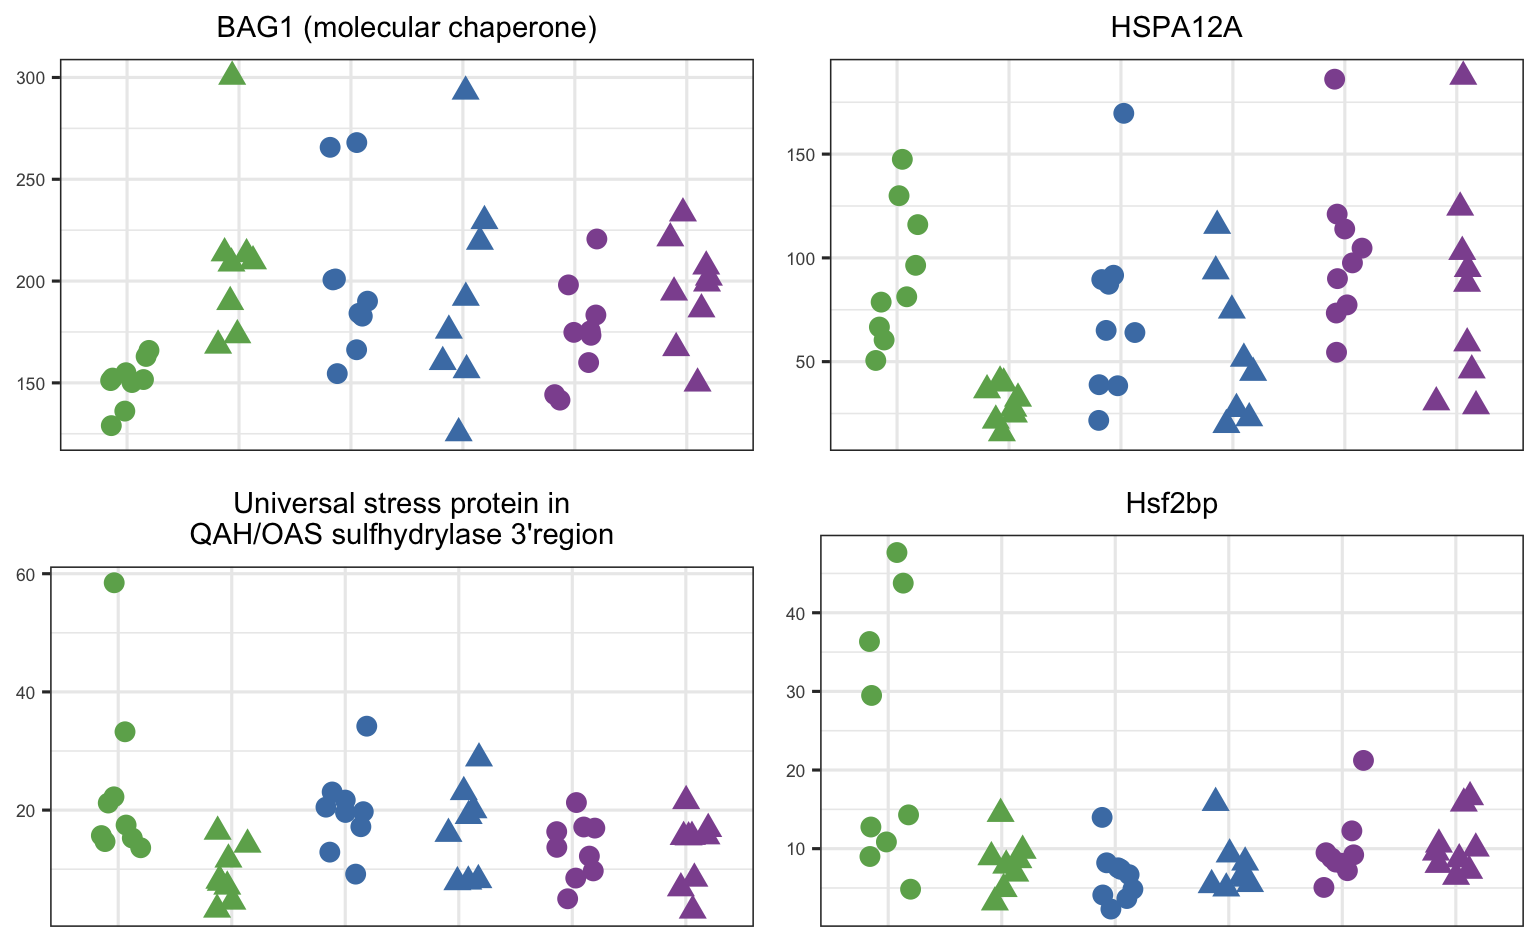 BAG1 (molecular chaperone)
300
250
200
150
HSPA12A
150
100
50
Universal stress protein in
QAH/OAS sulfhydrylase 3'region
60
40
20
Hsf2bp
40
30
20
10